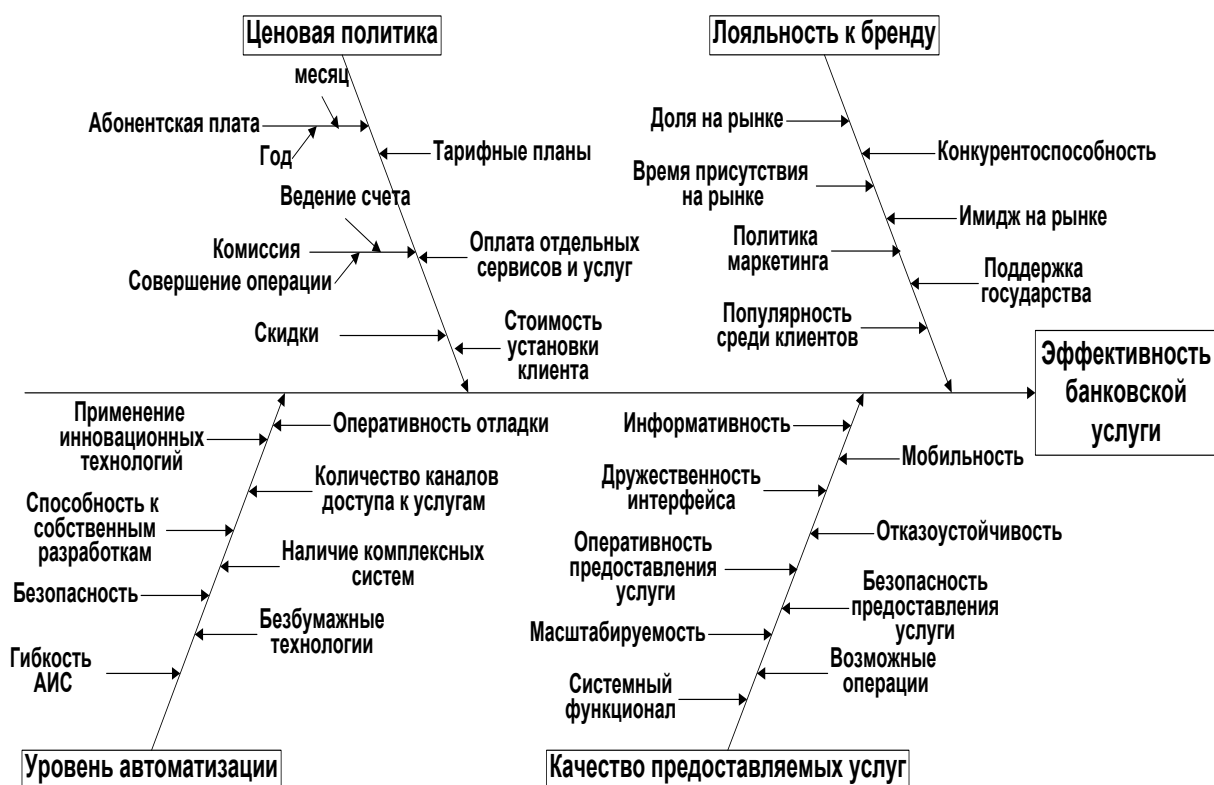 Ценовая политика
Лояльность к бренду
месяц
Абонентская плата
Год
Тарифные планы
Ведение счета
Комиссия
Совершение операции
Оплата отдельных
сервисов и услуг
Скидки
Стоимость
установки
клиента
Доля на рынке
Конкурентоспособность
Время присутствия
на рынке
Имидж на рынке
Политика
маркетинга
Поддержка
государства
Популярность
среди клиентов
Эффективность
банковской
услуги
Применение
инновационных
технологий
Оперативность отладки
Количество каналов
доступа к услугам
Способность к
собственным
разработкам
Наличие комплексных
систем
Безопасность
Безбумажные
технологии
Гибкость
АИС
Информативность
Мобильность
Дружественность
интерфейса
Отказоустойчивость
Оперативность
предоставления
услуги
Безопасность
предоставления
услуги
Масштабируемость
Возможные
операции
Системный
функционал
Уровень автоматизации
Качество предоставляемых услуг